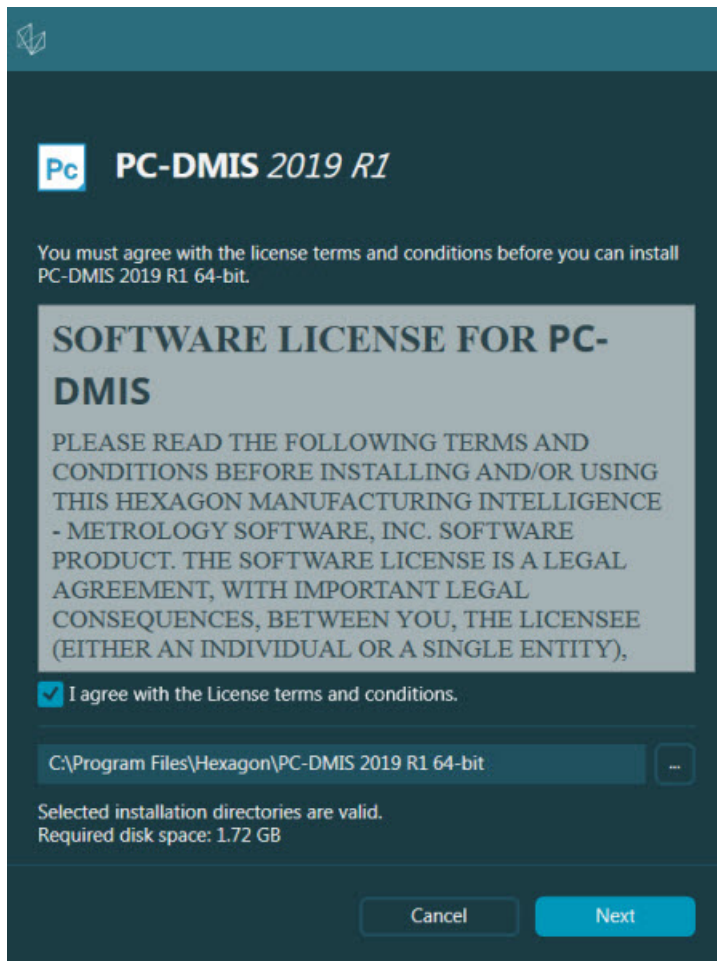 Pc PC-DMIS 2019 R1
You must agree with the license terms and conditions before you can install
PC-DMIS 2019 R1 64-bit.
SOFTWARE LICENSE FOR PC-
DMIS
PLEASE READ THE FOLLOWING TERMS AND
CONDITIONS BEFORE INSTALLING AND/OR USING
THIS HEXAGON MANUFACTURING INTELLIGENCE
- METROLOGY SOFTWARE, INC. SOFTWARE
PRODUCT. THE SOFTWARE LICENSE IS A LEGAL
AGREEMENT, WITH IMPORTANT LEGAL
CONSEQUENCES, BETWEEN YOU, THE LICENSEE
(EITHER AN INDIVIDUAL OR A SINGLE ENTITY),
I agree with the License terms and conditions.
C:\Program Files\Hexagon\PC-DMIS 2019 R1 64-bit ...
Selected installation directories are valid.
Required disk space: 1.72 GB
Cancel Next